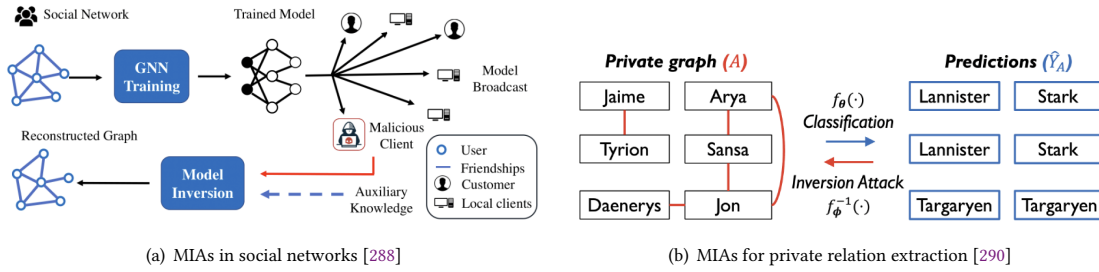 Social Network
Trained Model
GNN
Training
Model
Broadcast
Malicious
Client
Reconstructed Graph
Model
Inversion
Auxiliary
Knowledge
User
Friendships
Customer
Local clients
(a) MIAs in social networks [288]
Private graph (A)
Predictions (Ŷ_A)
Jaime
Arya
Tyrion
Sansa
Daenerys
Jon
f_θ(·)
Classification
Inversion Attack
f_ϕ^{-1}(·)
Lannister
Stark
Lannister
Stark
Targaryen
Targaryen
(b) MIAs for private relation extraction [290]